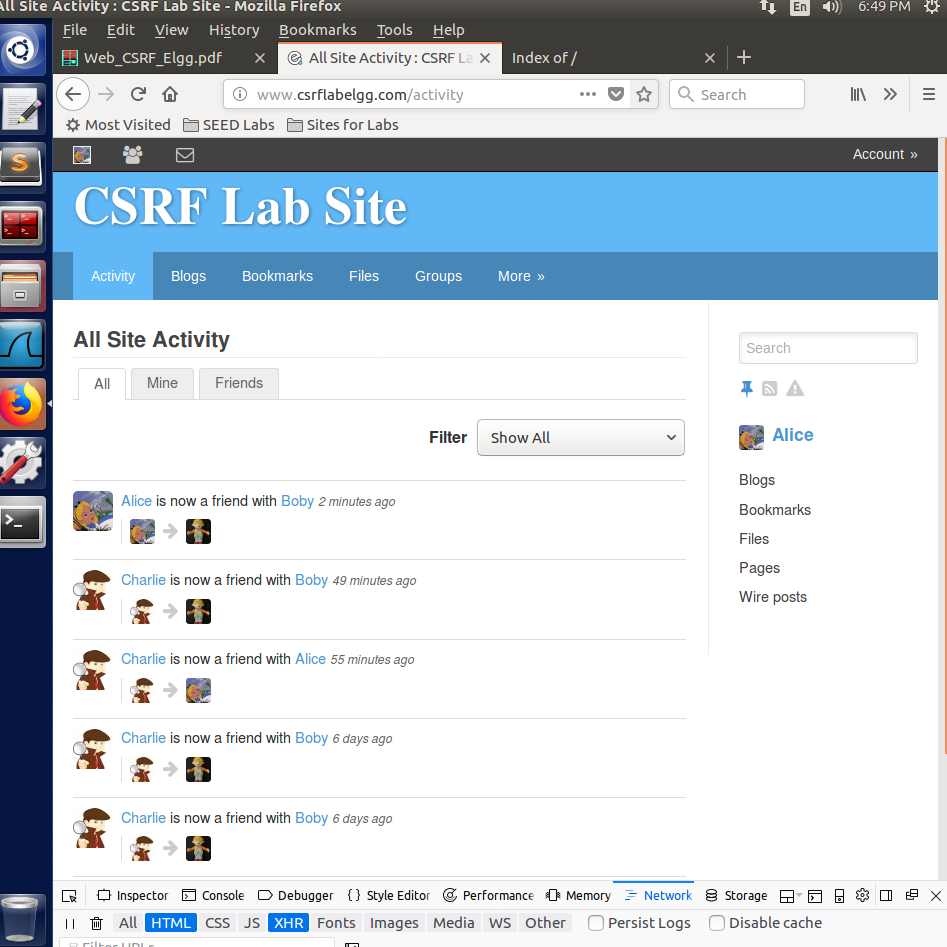 All Site Activity : CSRF Lab Site - Mozilla Firefox En 6:49 PM
File Edit View History Bookmarks Tools Help
Web_CSRF_Elgg.pdf All Site Activity : CSRF La Index of /
www.csrflabelgg.com/activity Search
Most Visited SEED Labs Sites for Labs
Account »
CSRF Lab Site
Activity Blogs Bookmarks Files Groups More »
All Site Activity
Search
All Mine Friends
Filter Show All
Alice
Alice is now a friend with Boby 2 minutes ago
Charlie is now a friend with Boby 49 minutes ago
Charlie is now a friend with Alice 55 minutes ago
Charlie is now a friend with Boby 6 days ago
Charlie is now a friend with Boby 6 days ago
Blogs
Bookmarks
Files
Pages
Wire posts
Inspector Console Debugger {} Style Editor Performance Memory Network Storage
All HTML CSS JS XHR Fonts Images Media WS Other Persist Logs Disable cache
Filter URLs